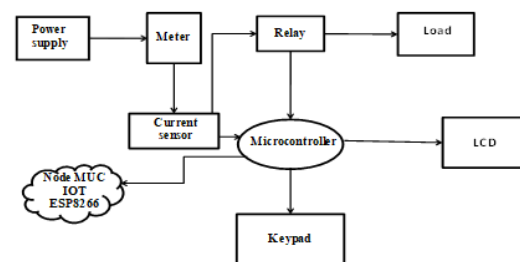 Power
supply
Meter
Relay
Load
Current
sensor
Microcontroller
LCD
Node MUC
IOT
ESP8266
Keypad